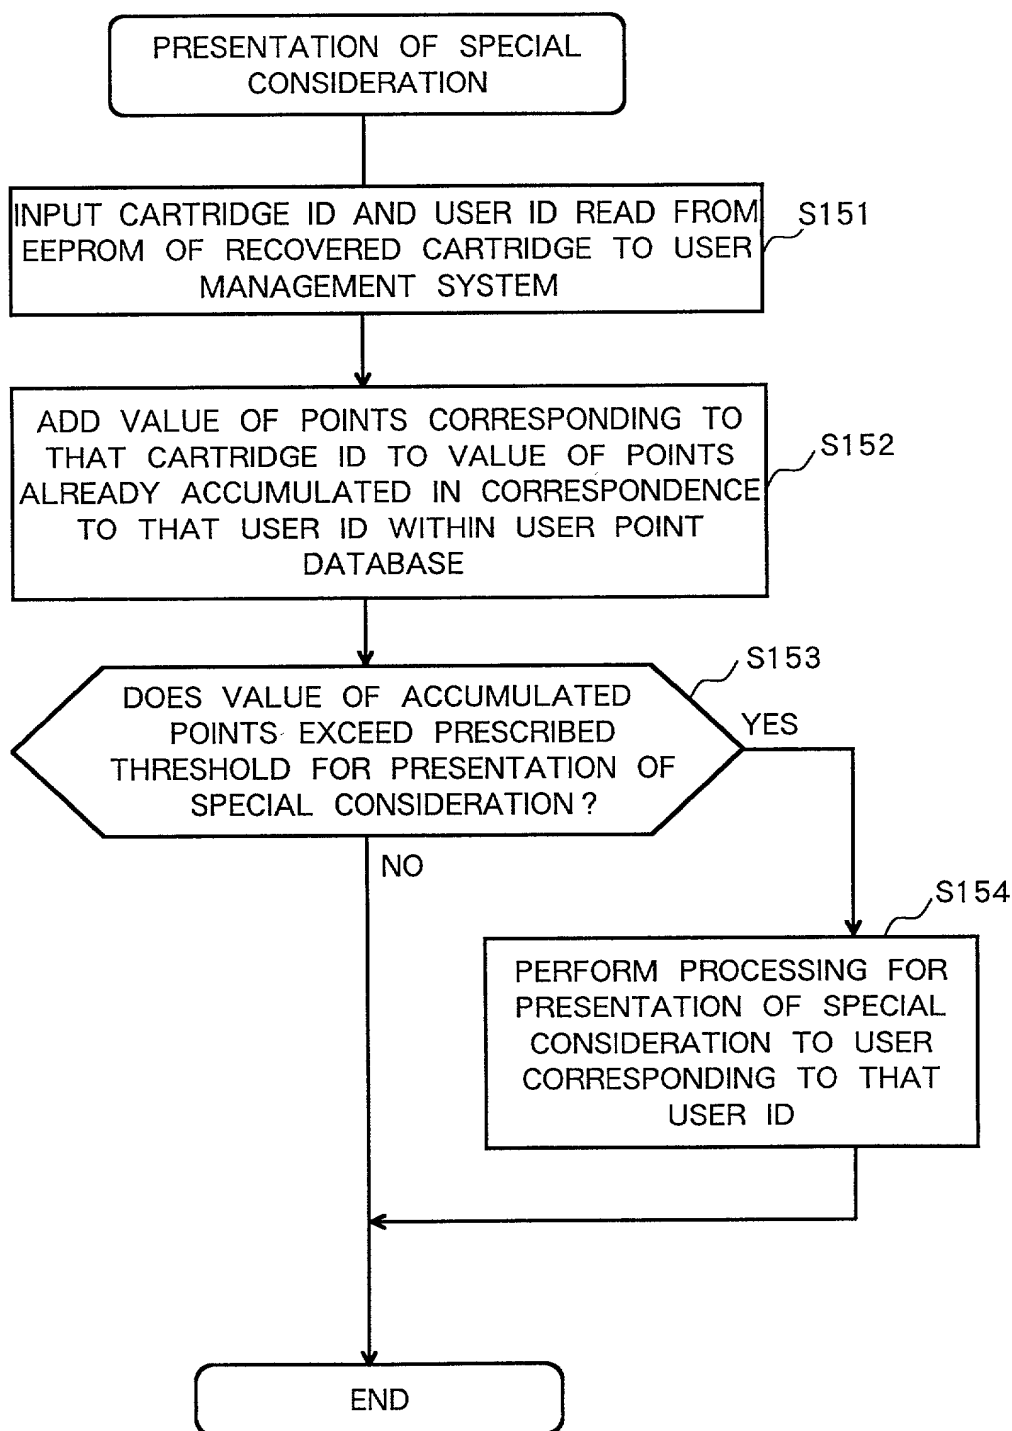 PRESENTATION OF SPECIAL
CONSIDERATION
INPUT CARTRIDGE ID AND USER ID READ FROM
EEPROM OF RECOVERED CARTRIDGE TO USER
MANAGEMENT SYSTEM
S151
ADD VALUE OF POINTS CORRESPONDING TO
THAT CARTRIDGE ID TO VALUE OF POINTS
ALREADY ACCUMULATED IN CORRESPONDENCE
TO THAT USER ID WITHIN USER POINT
DATABASE
S152
DOES VALUE OF ACCUMULATED
POINTS EXCEED PRESCRIBED
THRESHOLD FOR PRESENTATION OF
SPECIAL CONSIDERATION?
S153
YES
NO
S154
PERFORM PROCESSING FOR
PRESENTATION OF SPECIAL
CONSIDERATION TO USER
CORRESPONDING TO THAT
USER ID
END